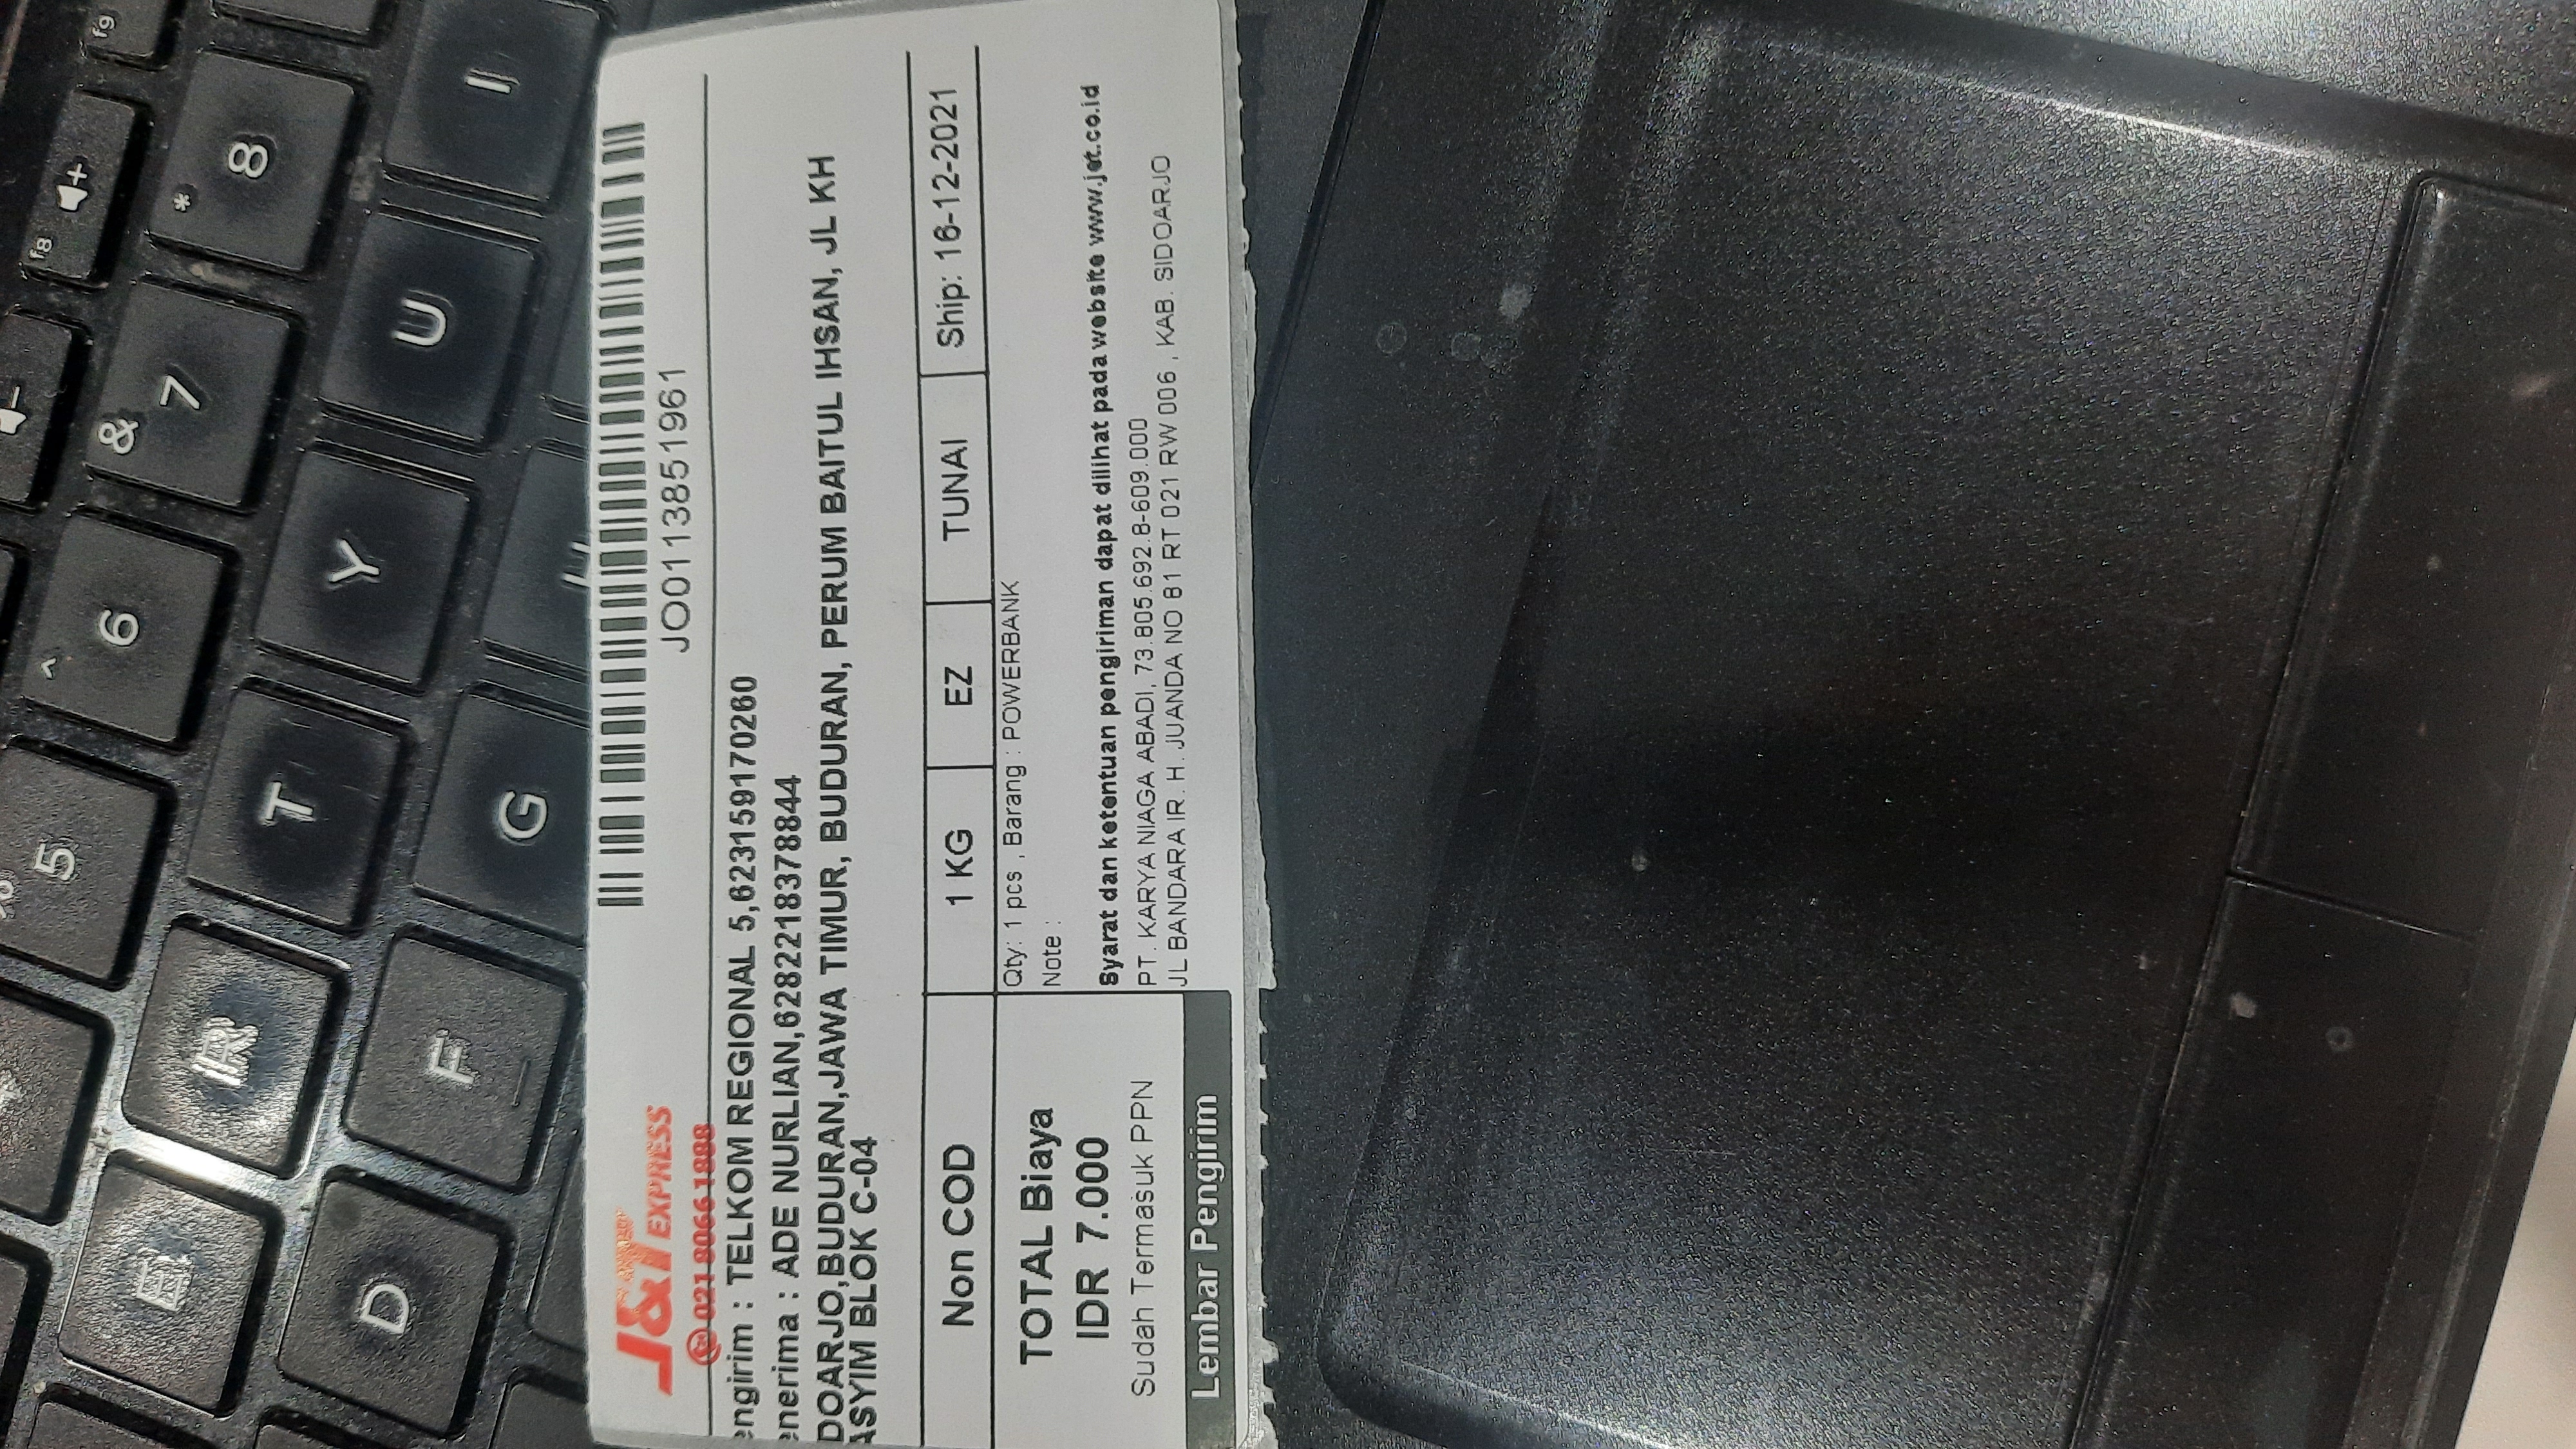 5
^
6
&
7
*
8
f8
f9
E
R
T
Y
U
I
D
F
G
J&T EXPRESS
021 8066 1888
JO0113851961
engirim : TELKOM REGIONAL 5,623159170260
enerima : ADE NURLIAN,6282218378844
DOARJO,BUDURAN,JAWA TIMUR, BUDURAN, PERUM BAITUL IHSAN, JL KH
ASYIM BLOK C-04
Non COD
1 KG
EZ
TUNAI
Ship: 16-12-2021
TOTAL Biaya
IDR 7.000
Sudah Termasuk PPN
Lembar Pengirim
Qty: 1 pcs , Barang : POWERBANK
Note :
Syarat dan ketentuan pengiriman dapat dilihat pada website www.jet.co.id
PT. KARYA NIAGA ABADI, 73.805.692.8-609.000
JL BANDARA IR. H. JUANDA NO 81 RT 021 RW 006 , KAB. SIDOARJO